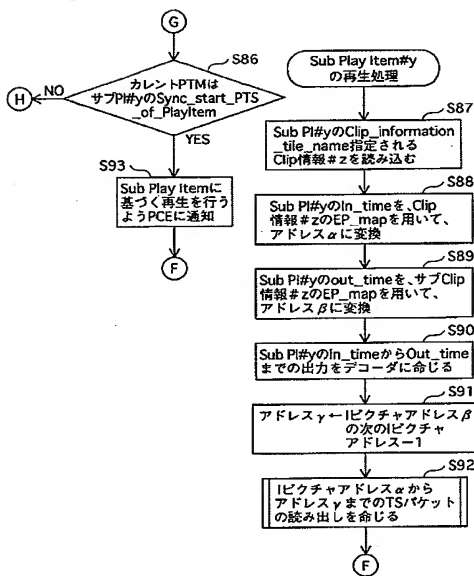 G
S86
カレントPTMは
サブPI#yのSync_start_PTS
_of_PlayItem
NO
H
YES
S93
Sub Play Itemに
基づく再生を行う
ようPCEに通知
F
Sub Play Item#y
の再生処理
S87
Sub PI#yのClip_information
_tile_name指定される
Clip情報#zを読み込む
S88
Sub PI#yのIn_timeを、Clip
情報#zのEP_mapを用いて、
アドレスαに変換
S89
Sub PI#yのout_timeを、サブClip
情報#zのEP_mapを用いて、
アドレスβに変換
S90
Sub PI#yのIn_timeからOut_time
までの出力をデコーダに命じる
S91
アドレスγ←Iピクチャアドレスβ
の次のIピクチャ
アドレス−1
S92
Iピクチャアドレスαから
アドレスγまでのTSパケット
の読み出しを命じる
F